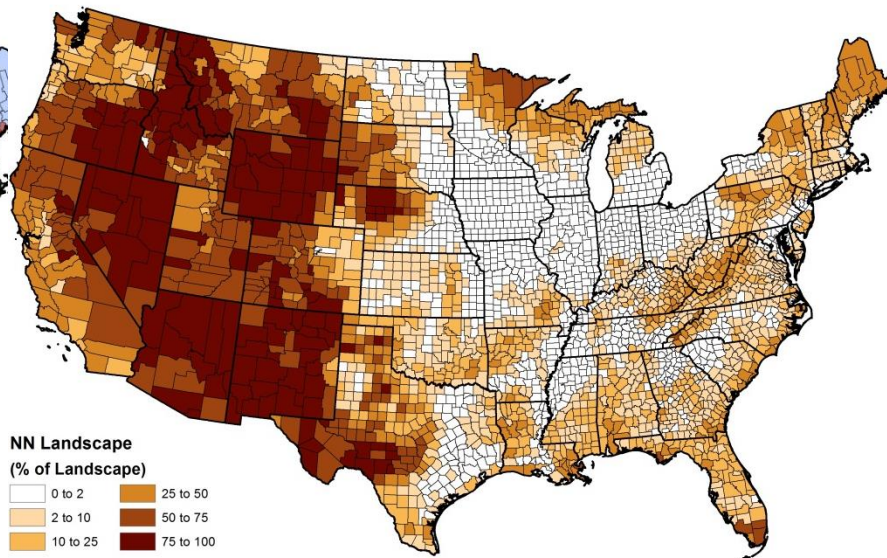 NN Landscape
(% of Landscape)
0 to 2
2 to 10
10 to 25
25 to 50
50 to 75
75 to 100